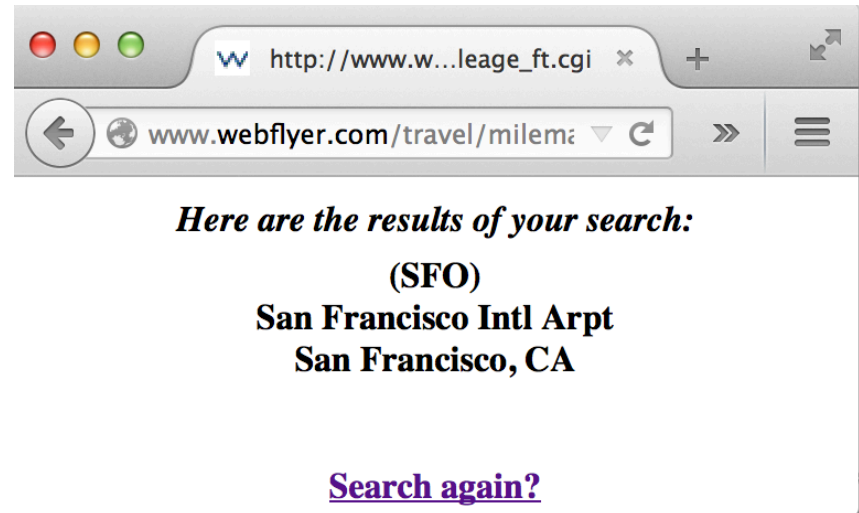 http://www.w...leage_ft.cgi
www.webflyer.com/travel/milema
Here are the results of your search:
(SFO)
San Francisco Intl Arpt
San Francisco, CA
Search again?